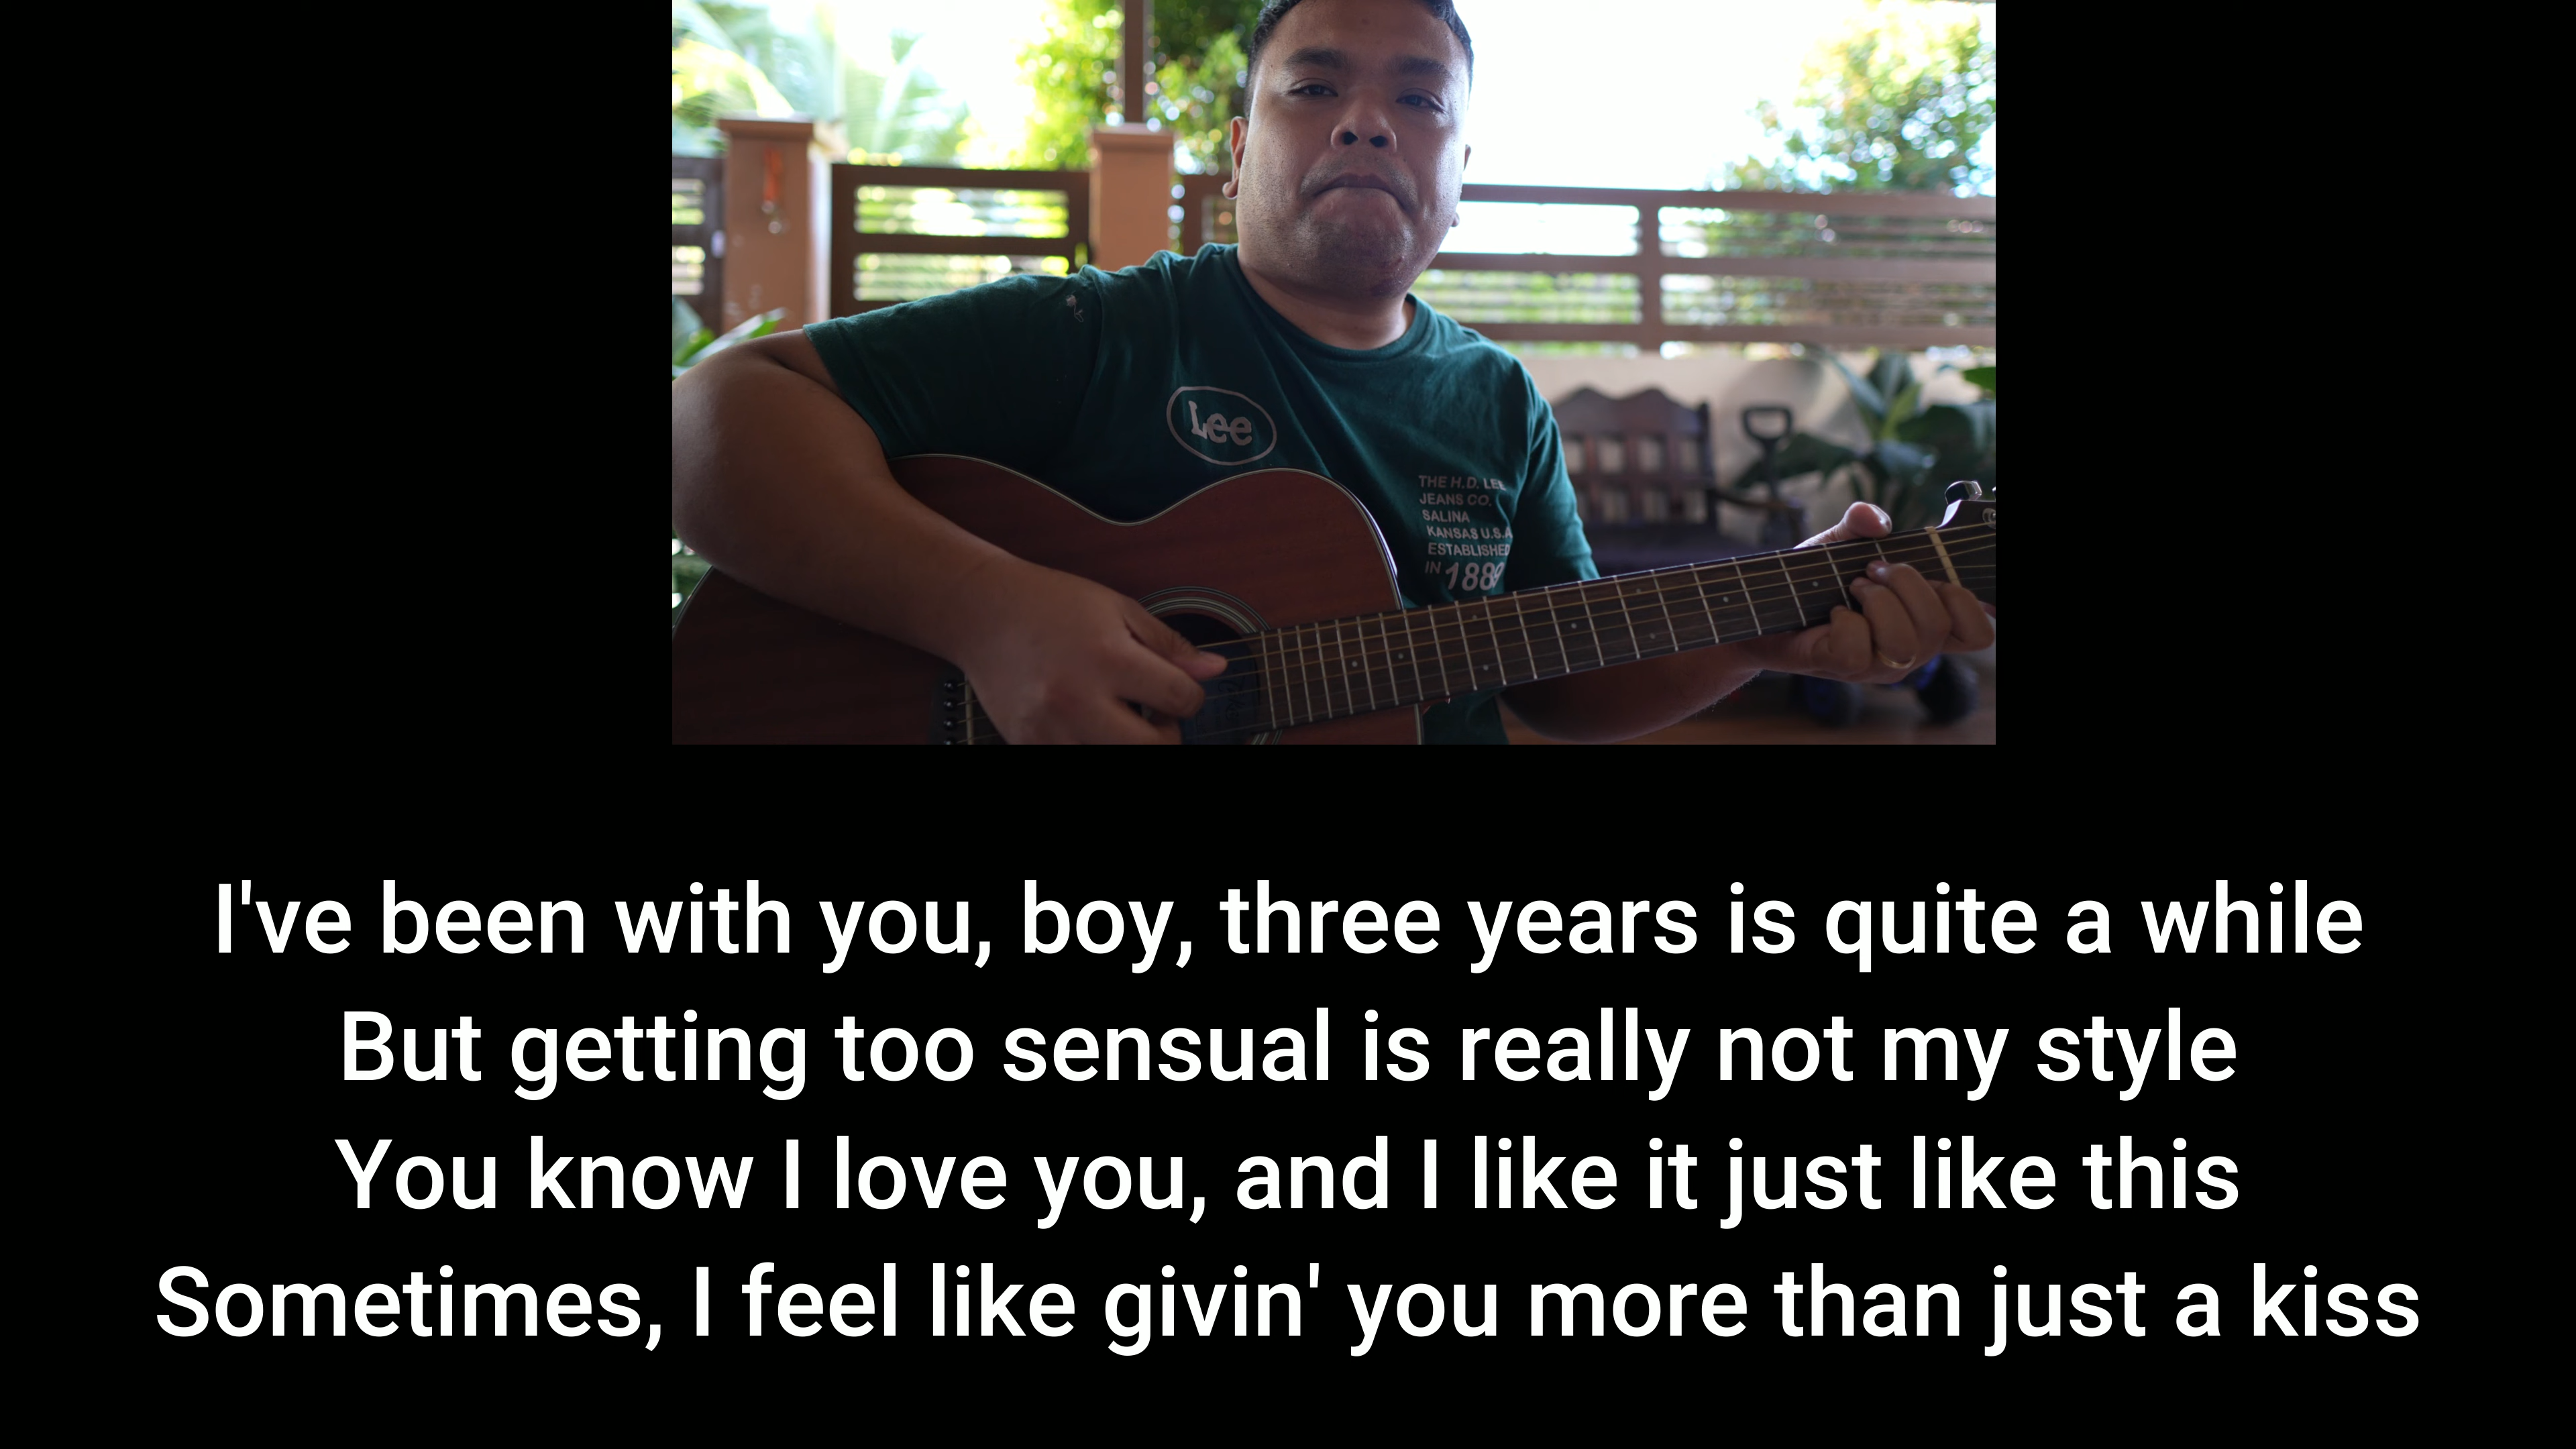 Lee
THE H.D. LEE
JEANS CO.
SALINA
KANSAS U.S.A
ESTABLISHED
IN 1889
I've been with you, boy, three years is quite a while
But getting too sensual is really not my style
You know I love you, and I like it just like this
Sometimes, I feel like givin' you more than just a kiss